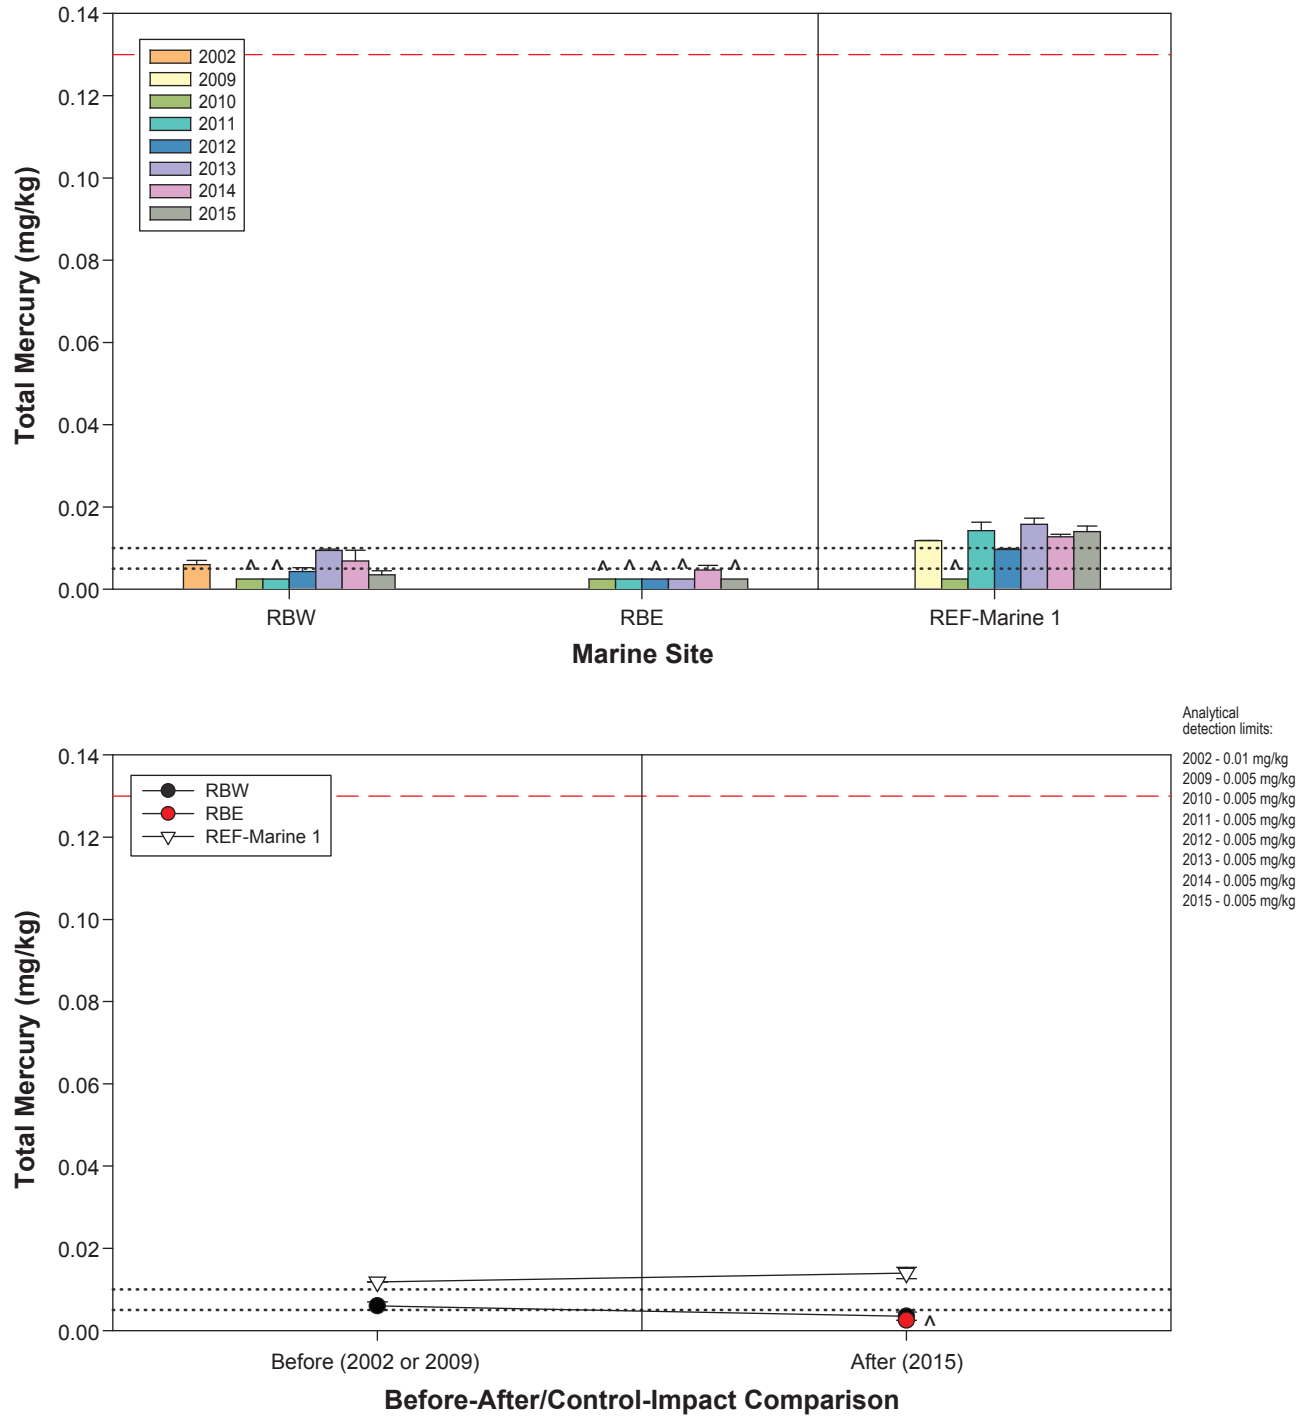 0.14
0.12
0.10
0.08
0.06
0.04
0.02
0.00
Total Mercury (mg/kg)
2002
2009
2010
2011
2012
2013
2014
2015
^ ^
^ ^ ^ ^ ^
^
RBW RBE REF-Marine 1
Marine Site
Analytical
detection limits:
2002 - 0.01 mg/kg
2009 - 0.005 mg/kg
2010 - 0.005 mg/kg
2011 - 0.005 mg/kg
2012 - 0.005 mg/kg
2013 - 0.005 mg/kg
2014 - 0.005 mg/kg
2015 - 0.005 mg/kg
0.14
0.12
0.10
0.08
0.06
0.04
0.02
0.00
Total Mercury (mg/kg)
RBW
RBE
REF-Marine 1
^
Before (2002 or 2009) After (2015)
Before-After/Control-Impact Comparison